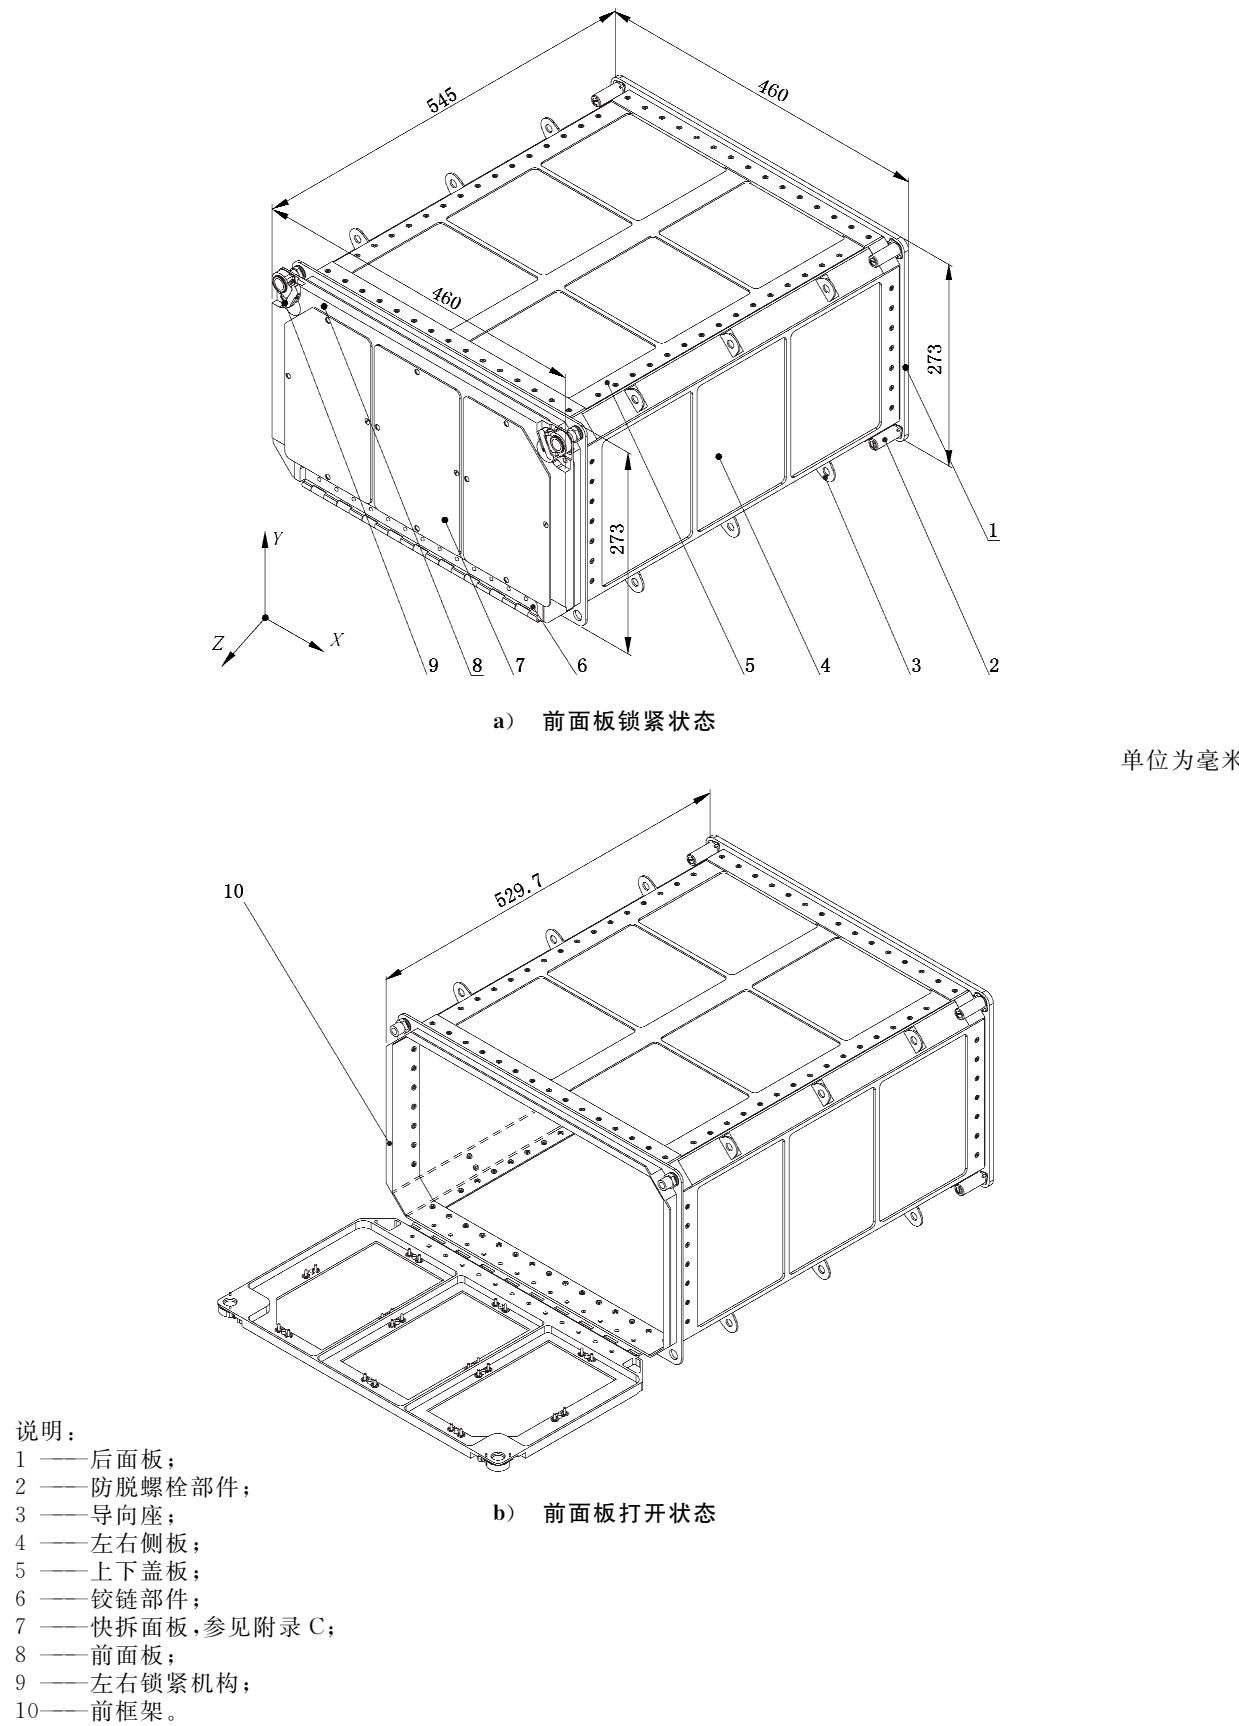 545
460
460
273
273
Y
X
Z
1
9
8
7
6
5
4
3
2
a） 前面板锁紧状态
单位为毫米
529.7
10
说明：
1 ——后面板；
2 ——防脱螺栓部件；
3 ——导向座；
b） 前面板打开状态
4 ——左右侧板；
5 ——上下盖板；
6 ——铰链部件；
7 ——快拆面板，参见附录 C；
8 ——前面板；
9 ——左右锁紧机构；
10——前框架。